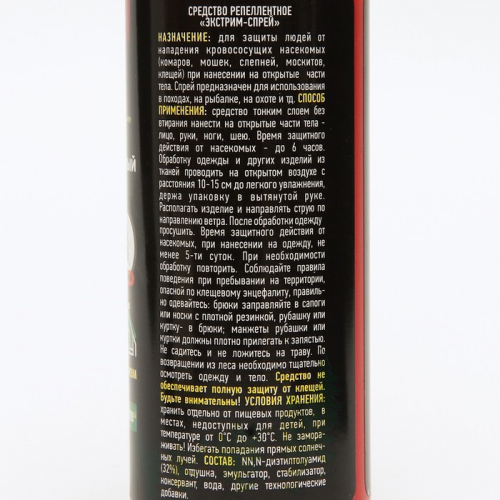 СРЕДСТВО РЕПЕЛЛЕНТНОЕ
«ЭКСТРИМ-СПРЕЙ»
НАЗНАЧЕНИЕ: для защиты людей от
нападения кровососущих насекомых
(комаров, мошек, слепней, москитов,
клещей) при нанесении на открытые части
тела. Спрей предназначен для использования
в походах, на рыбалке, на охоте и тд. СПОСОБ
ПРИМЕНЕНИЯ: средство тонким слоем без
втирания нанести на открытые части тела -
лицо, руки, ноги, шею. Время защитного
действия от насекомых - до 6 часов.
Обработку одежды и других изделий из
тканей проводить на открытом воздухе с
расстояния 10-15 см до легкого увлажнения,
держа упаковку в вытянутой руке.
Располагать изделие и направлять струю по
направлению ветра. После обработки одежду
просушить. Время защитного действия от
насекомых, при нанесении на одежду, не
менее 5-ти суток. При необходимости
обработку повторить. Соблюдайте правила
поведения при пребывании на территории,
опасной по клещевому энцефалиту, правиль-
но одевайтесь: брюки заправляйте в сапоги
или носки с плотной резинкой, рубашку или
куртку- в брюки; манжеты рубашки или
куртки должны плотно прилегать к запястью.
Не садитесь и не ложитесь на траву. По
возвращении из леса необходимо тщательно
осмотреть одежду и тело. Средство не
обеспечивает полную защиту от клещей.
Будьте внимательны! УСЛОВИЯ ХРАНЕНИЯ:
хранить отдельно от пищевых продуктов, в
местах, недоступных для детей, при
температуре от 0°С до +30°С. Не замора-
живать! Избегать попадания прямых солнеч-
ных лучей. СОСТАВ: NN,N-диэтилтолуамид
(32%), отдушка, эмульгатор, стабилизатор,
консервант, вода, другие технологические
добавки.